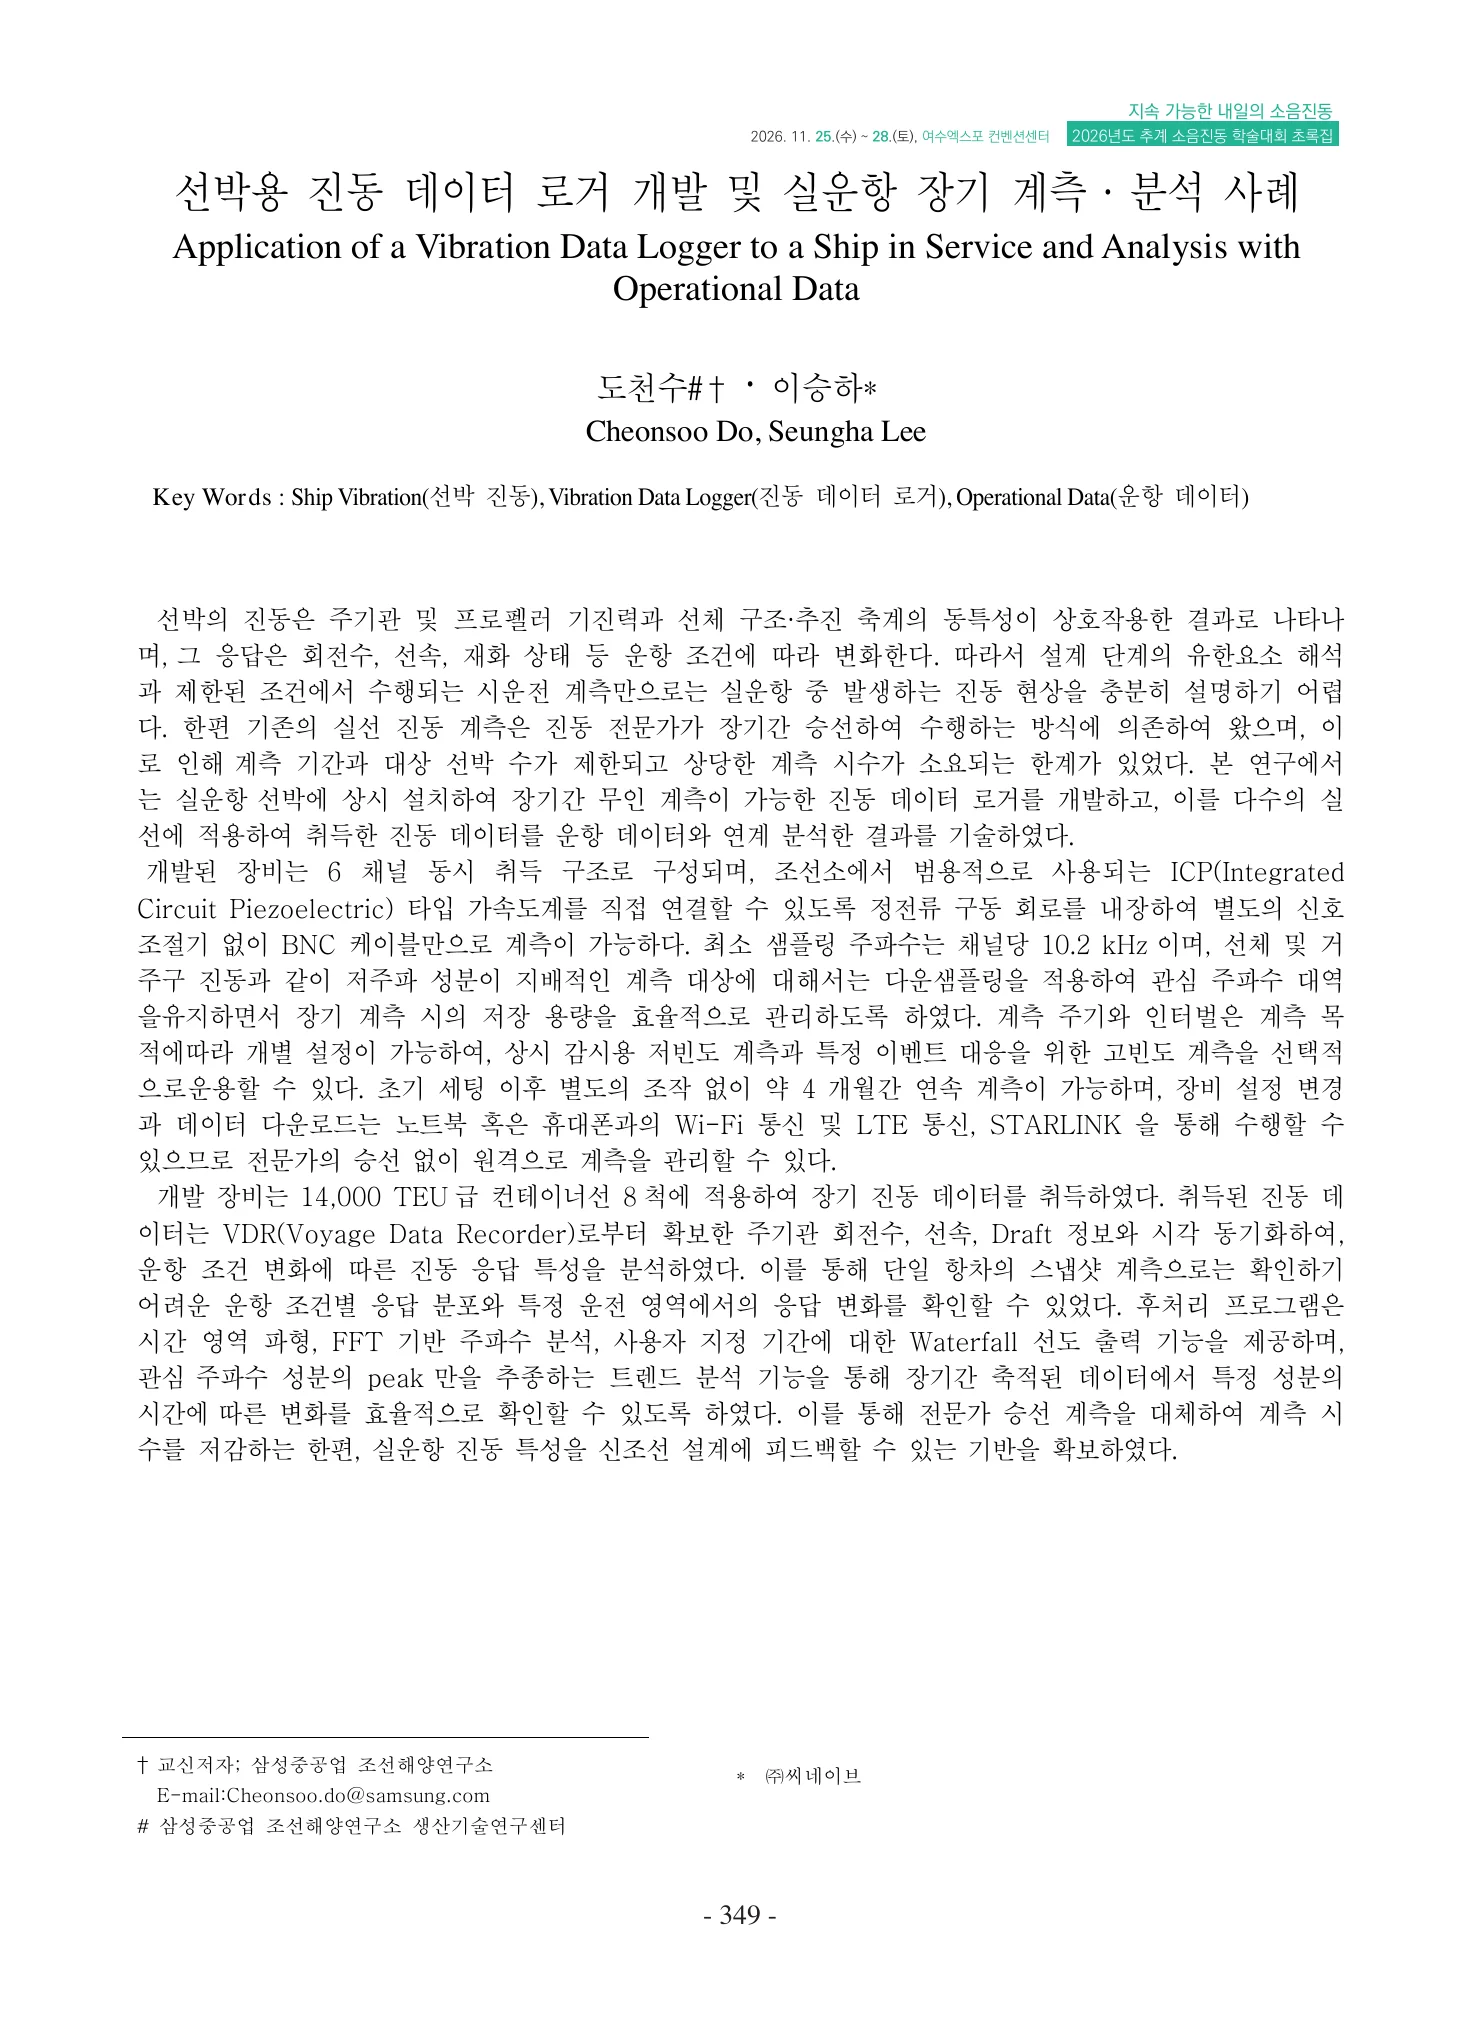 지속 가능한 내일의 소음진동
2026. 11. 25.(수) ~ 28.(토), 여수엑스포 컨벤션센터 2026년도 추계 소음진동 학술대회 초록집
선박용 진동 데이터 로거 개발 및 실운항 장기 계측·분석 사례
Application of a Vibration Data Logger to a Ship in Service and Analysis with
Operational Data
도천수#† · 이승하*
Cheonsoo Do, Seungha Lee
Key Words : Ship Vibration(선박 진동), Vibration Data Logger(진동 데이터 로거), Operational Data(운항 데이터)
선박의 진동은 주기관 및 프로펠러 기진력과 선체 구조·추진 축계의 동특성이 상호작용한 결과로 나타나
며, 그 응답은 회전수, 선속, 재화 상태 등 운항 조건에 따라 변화한다. 따라서 설계 단계의 유한요소 해석
과 제한된 조건에서 수행되는 시운전 계측만으로는 실운항 중 발생하는 진동 현상을 충분히 설명하기 어렵
다. 한편 기존의 실선 진동 계측은 진동 전문가가 장기간 승선하여 수행하는 방식에 의존하여 왔으며, 이
로 인해 계측 기간과 대상 선박 수가 제한되고 상당한 계측 시수가 소요되는 한계가 있었다. 본 연구에서
는 실운항 선박에 상시 설치하여 장기간 무인 계측이 가능한 진동 데이터 로거를 개발하고, 이를 다수의 실
선에 적용하여 취득한 진동 데이터를 운항 데이터와 연계 분석한 결과를 기술하였다.
개발된 장비는 6 채널 동시 취득 구조로 구성되며, 조선소에서 범용적으로 사용되는 ICP(Integrated
Circuit Piezoelectric) 타입 가속도계를 직접 연결할 수 있도록 정전류 구동 회로를 내장하여 별도의 신호
조절기 없이 BNC 케이블만으로 계측이 가능하다. 최소 샘플링 주파수는 채널당 10.2 kHz 이며, 선체 및 거
주구 진동과 같이 저주파 성분이 지배적인 계측 대상에 대해서는 다운샘플링을 적용하여 관심 주파수 대역
을유지하면서 장기 계측 시의 저장 용량을 효율적으로 관리하도록 하였다. 계측 주기와 인터벌은 계측 목
적에따라 개별 설정이 가능하여, 상시 감시용 저빈도 계측과 특정 이벤트 대응을 위한 고빈도 계측을 선택적
으로운용할 수 있다. 초기 세팅 이후 별도의 조작 없이 약 4 개월간 연속 계측이 가능하며, 장비 설정 변경
과 데이터 다운로드는 노트북 혹은 휴대폰과의 Wi-Fi 통신 및 LTE 통신, STARLINK 을 통해 수행할 수
있으므로 전문가의 승선 없이 원격으로 계측을 관리할 수 있다.
개발 장비는 14,000 TEU 급 컨테이너선 8 척에 적용하여 장기 진동 데이터를 취득하였다. 취득된 진동 데
이터는 VDR(Voyage Data Recorder)로부터 확보한 주기관 회전수, 선속, Draft 정보와 시각 동기화하여,
운항 조건 변화에 따른 진동 응답 특성을 분석하였다. 이를 통해 단일 항차의 스냅샷 계측으로는 확인하기
어려운 운항 조건별 응답 분포와 특정 운전 영역에서의 응답 변화를 확인할 수 있었다. 후처리 프로그램은
시간 영역 파형, FFT 기반 주파수 분석, 사용자 지정 기간에 대한 Waterfall 선도 출력 기능을 제공하며,
관심 주파수 성분의 peak 만을 추종하는 트렌드 분석 기능을 통해 장기간 축적된 데이터에서 특정 성분의
시간에 따른 변화를 효율적으로 확인할 수 있도록 하였다. 이를 통해 전문가 승선 계측을 대체하여 계측 시
수를 저감하는 한편, 실운항 진동 특성을 신조선 설계에 피드백할 수 있는 기반을 확보하였다.
† 교신저자; 삼성중공업 조선해양연구소
E-mail:Cheonsoo.do@samsung.com
# 삼성중공업 조선해양연구소 생산기술연구센터
* ㈜씨네이브
- 349 -